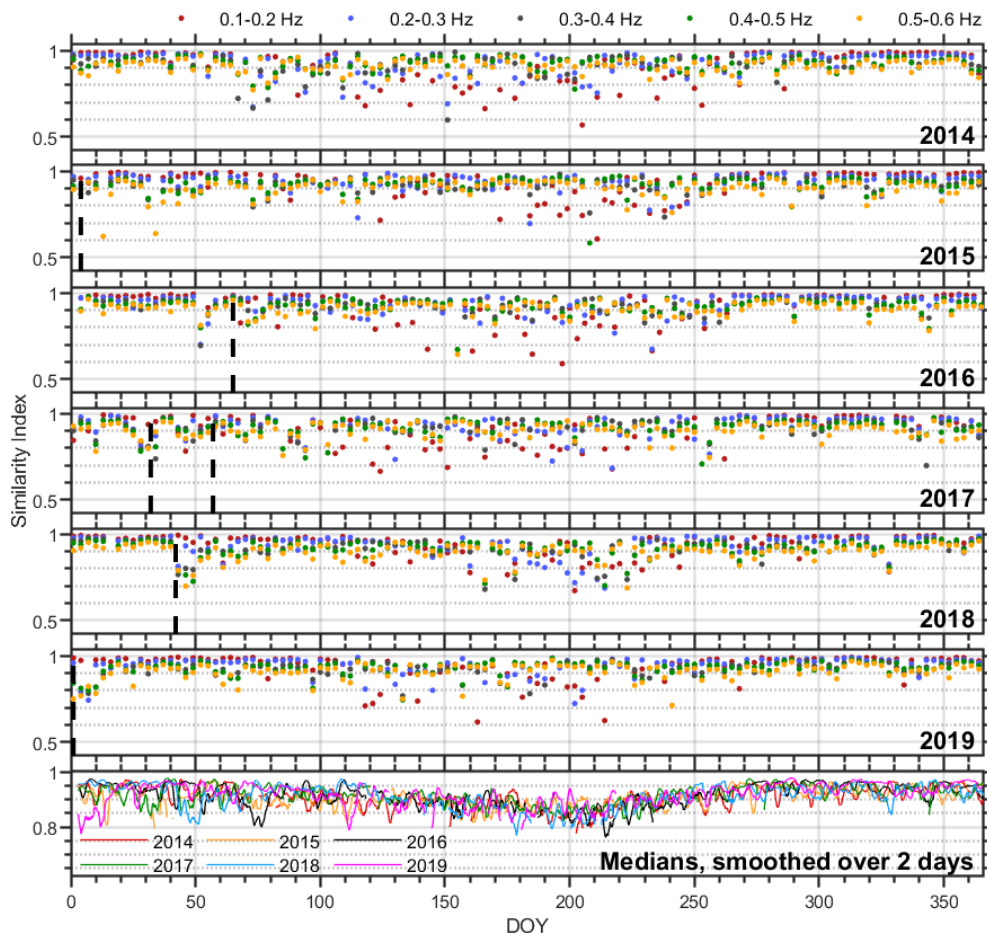 0.1-0.2 Hz 0.2-0.3 Hz 0.3-0.4 Hz 0.4-0.5 Hz 0.5-0.6 Hz
1
0.5
2014
1
0.5
2015
1
0.5
2016
1
0.5
2017
1
0.5
2018
1
0.5
2019
Similarity Index
1
0.8
2014 2015 2016
2017 2018 2019
Medians, smoothed over 2 days
0 50 100 150 200 250 300 350
DOY